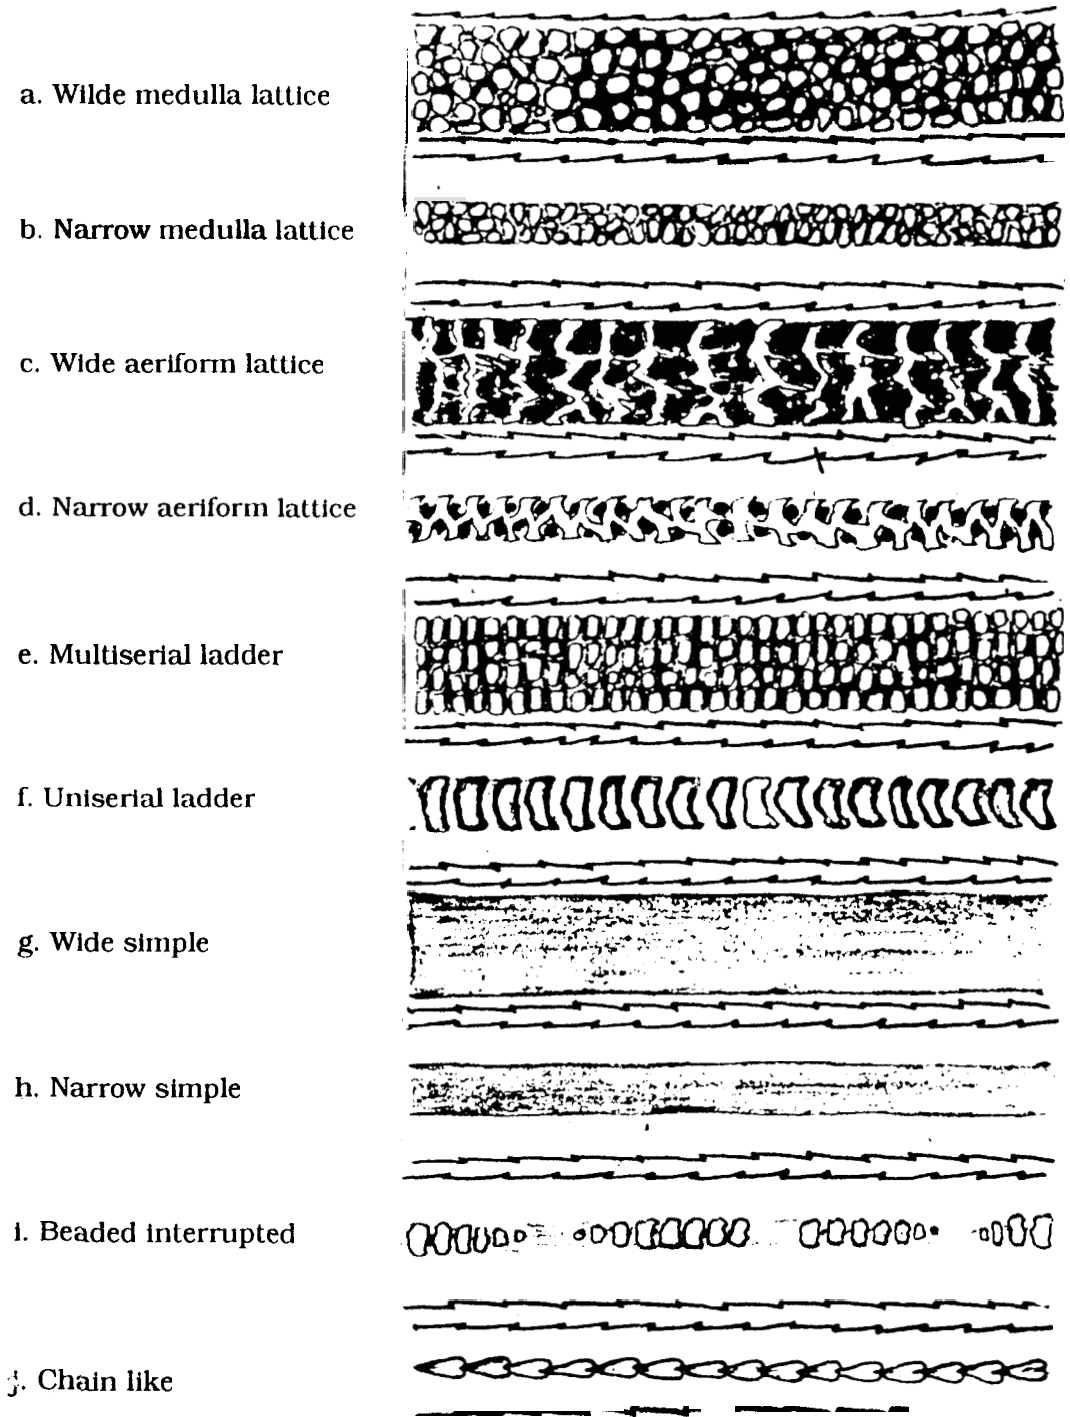 a. Wilde medulla lattice
b. Narrow medulla lattice
c. Wide aeriform lattice
d. Narrow aeriform lattice
e. Multiserial ladder
f. Uniserial ladder
g. Wide simple
h. Narrow simple
i. Beaded interrupted
j. Chain like